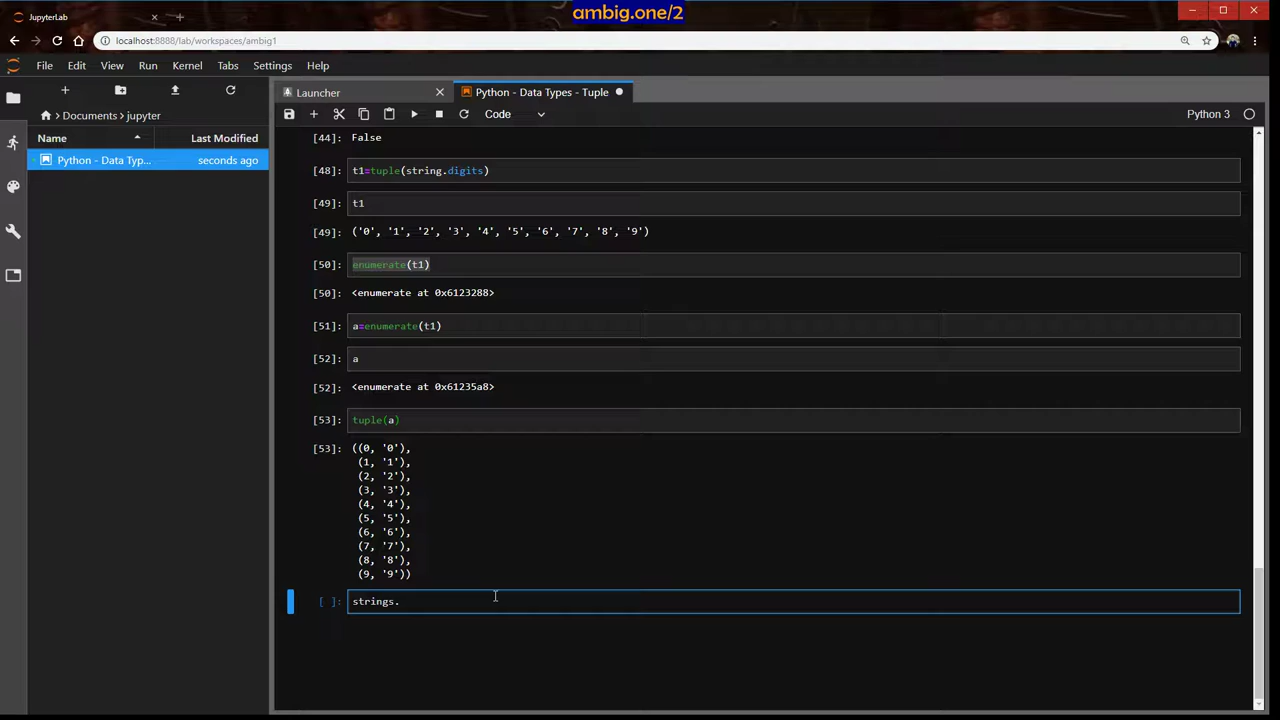 ambig.one/2
JupyterLab
localhost:8888/lab/workspaces/ambig1
File Edit View Run Kernel Tabs Settings Help
Launcher
Python - Data Types - Tuple
Documents > jupyter
Code
Python 3
Name Last Modified
Python - Data Typ... seconds ago
[44]: False
[48]: t1=tuple(string.digits)
[49]: t1
[49]: ('0', '1', '2', '3', '4', '5', '6', '7', '8', '9')
[50]: enumerate(t1)
[50]: <enumerate at 0x6123288>
[51]: a=enumerate(t1)
[52]: a
[52]: <enumerate at 0x61235a8>
[53]: tuple(a)
[53]: ((0, '0'),
(1, '1'),
(2, '2'),
(3, '3'),
(4, '4'),
(5, '5'),
(6, '6'),
(7, '7'),
(8, '8'),
(9, '9'))
[ ]: strings.